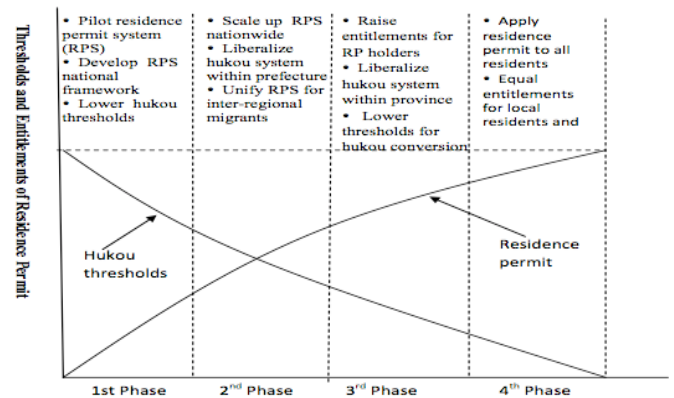 Thresholds and Entitlements of Residence Permit
• Pilot residence
permit system
(RPS)
• Develop RPS
national
framework
• Lower hukou
thresholds
• Scale up RPS
nationwide
• Liberalize
hukou system
within prefecture
• Unify RPS for
inter-regional
migrants
• Raise
entitlements for
RP holders
• Liberalize
hukou system
within province
• Lower
thresholds for
hukou conversion
• Apply
residence
permit to all
residents
• Equal
entitlements
for local
residents and
Hukou
thresholds
Residence
permit
1st Phase
2nd Phase
3rd Phase
4th Phase